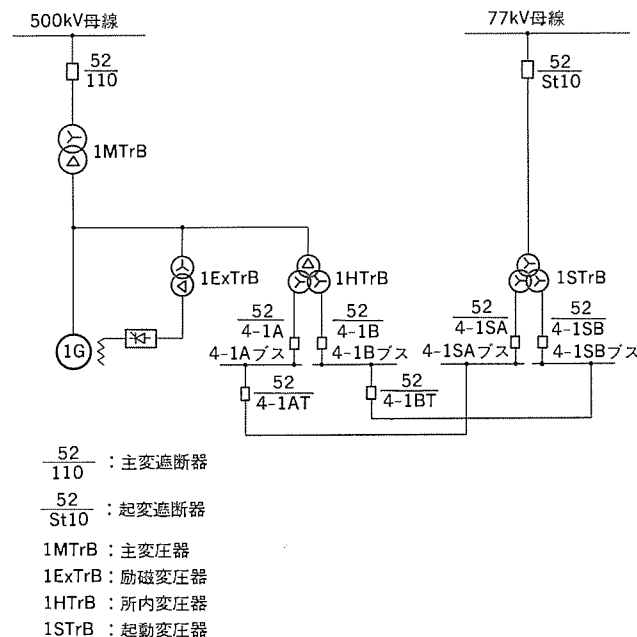 500kV母線
77kV母線
52
110
52
St10
1MTrB
1ExTrB
1HTrB
1STrB
1G
52
4-1A
52
4-1B
52
4-1SA
52
4-1SB
4-1Aブス
4-1Bブス
4-1SAブス
4-1SBブス
52
4-1AT
52
4-1BT
52
110
:主変遮断器
52
St10
:起変遮断器
1MTrB:主変圧器
1ExTrB:励磁変圧器
1HTrB:所内変圧器
1STrB:起動変圧器